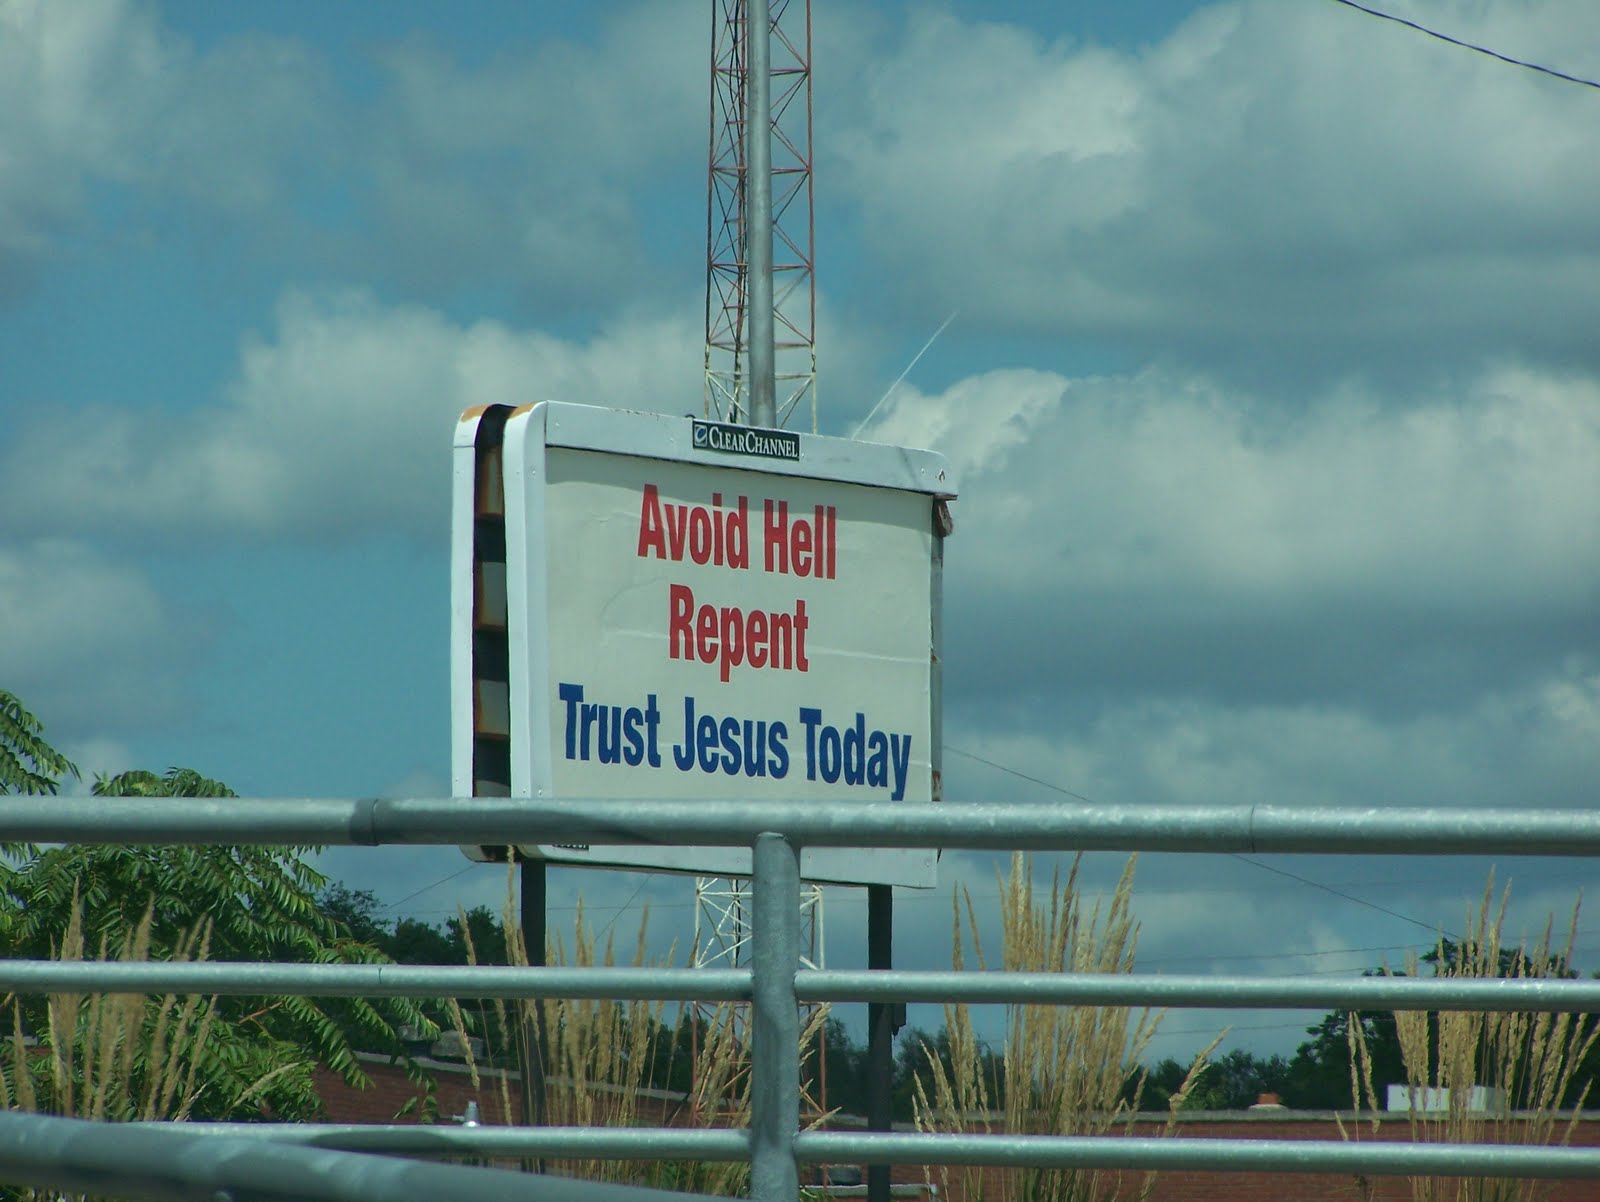 CLEARCHANNEL
Avoid Hell
Repent
Trust Jesus Today